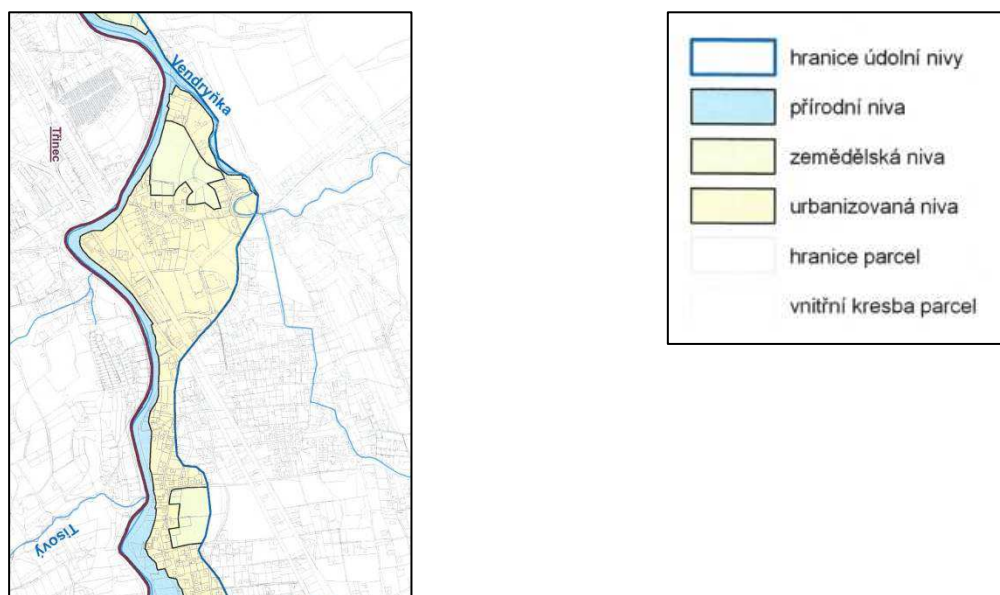 Vendryňka
Třinec
Tisový
hranice údolní nivy
přírodní niva
zemědělská niva
urbanizovaná niva
hranice parcel
vnitřní kresba parcel